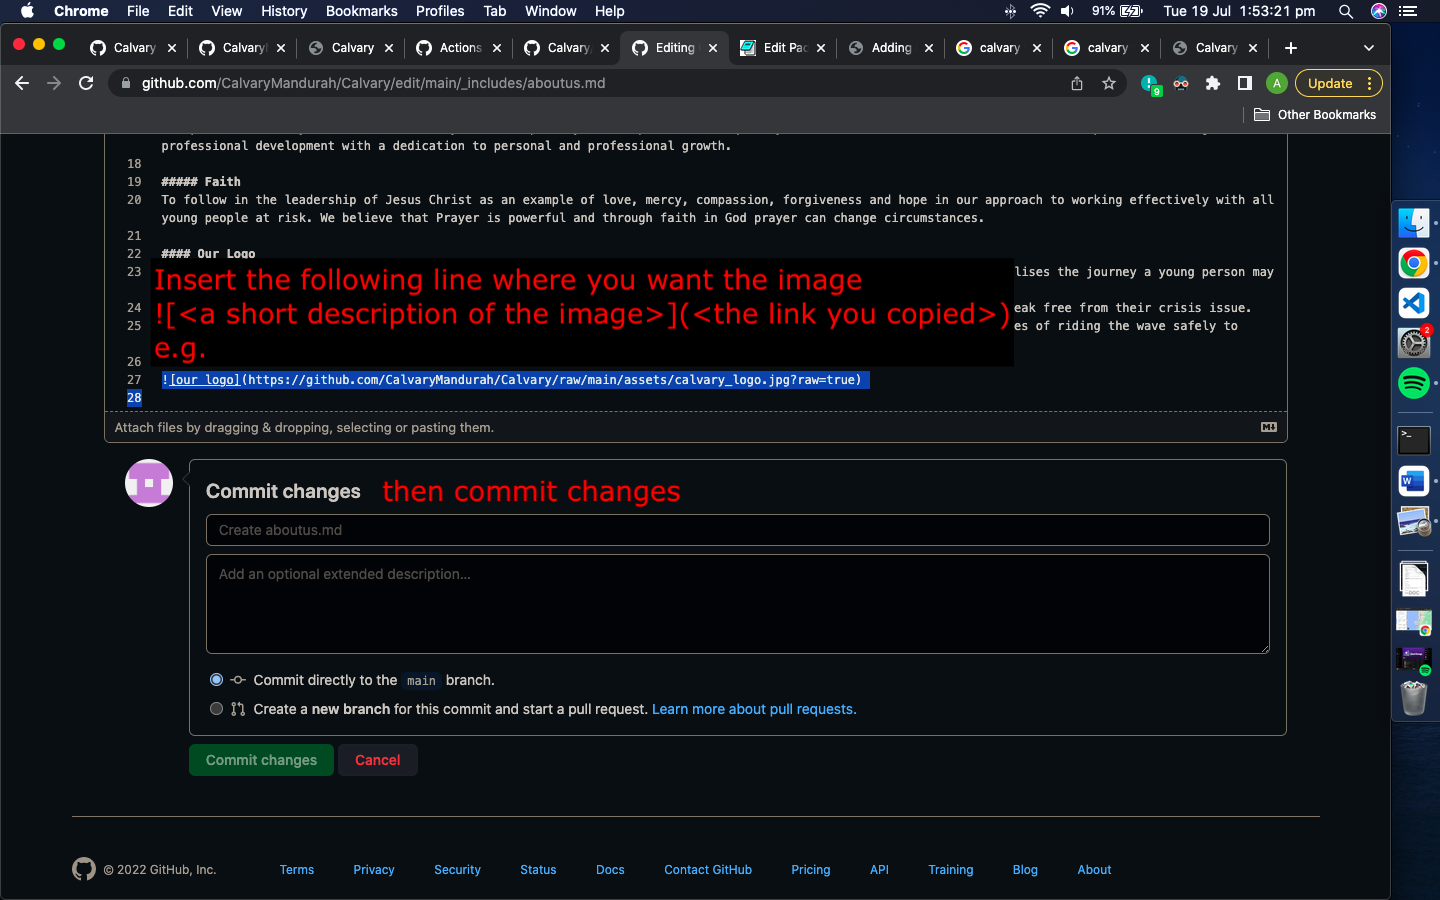 Chrome File Edit View History Bookmarks Profiles Tab Window Help 91% Tue 19 Jul 1:53:21 pm
Calvary Calvary Calvary Actions Calvary, Editing Edit Pac Adding calvary calvary Calvary
github.com/CalvaryMandurah/Calvary/edit/main/_includes/aboutus.md 9 A Update
Other Bookmarks
professional development with a dedication to personal and professional growth.
18
19 ##### Faith
20 To follow in the leadership of Jesus Christ as an example of love, mercy, compassion, forgiveness and hope in our approach to working effectively with all
young people at risk. We believe that Prayer is powerful and through faith in God prayer can change circumstances.
21
22 #### Our Logo
23 lises the journey a young person may
Insert the following line where you want the image
24 eak free from their crisis issue.
![<a short description of the image>](<the link you copied>)
25 es of riding the wave safely to
e.g.
26
27 ![our logo](https://github.com/CalvaryMandurah/Calvary/raw/main/assets/calvary_logo.jpg?raw=true)
28
Attach files by dragging & dropping, selecting or pasting them.
Commit changes then commit changes
Create aboutus.md
Add an optional extended description...
Commit directly to the main branch.
Create a new branch for this commit and start a pull request. Learn more about pull requests.
Commit changes Cancel
© 2022 GitHub, Inc. Terms Privacy Security Status Docs Contact GitHub Pricing API Training Blog About
2